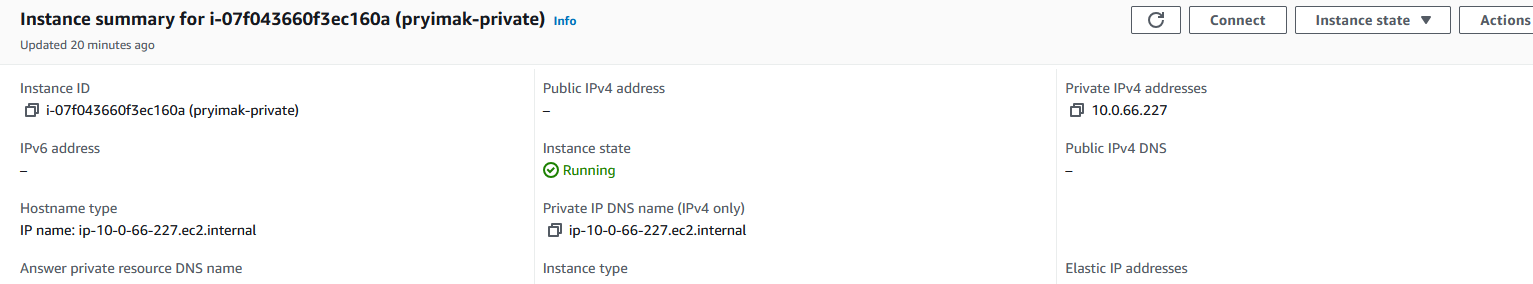 Instance summary for i-07f043660f3ec160a (pryimak-private) Info
Updated 20 minutes ago
Connect
Instance state ▼
Actions
Instance ID
i-07f043660f3ec160a (pryimak-private)
Public IPv4 address
–
Private IPv4 addresses
10.0.66.227
IPv6 address
–
Instance state
Running
Public IPv4 DNS
–
Hostname type
IP name: ip-10-0-66-227.ec2.internal
Private IP DNS name (IPv4 only)
ip-10-0-66-227.ec2.internal
Answer private resource DNS name
Instance type
Elastic IP addresses